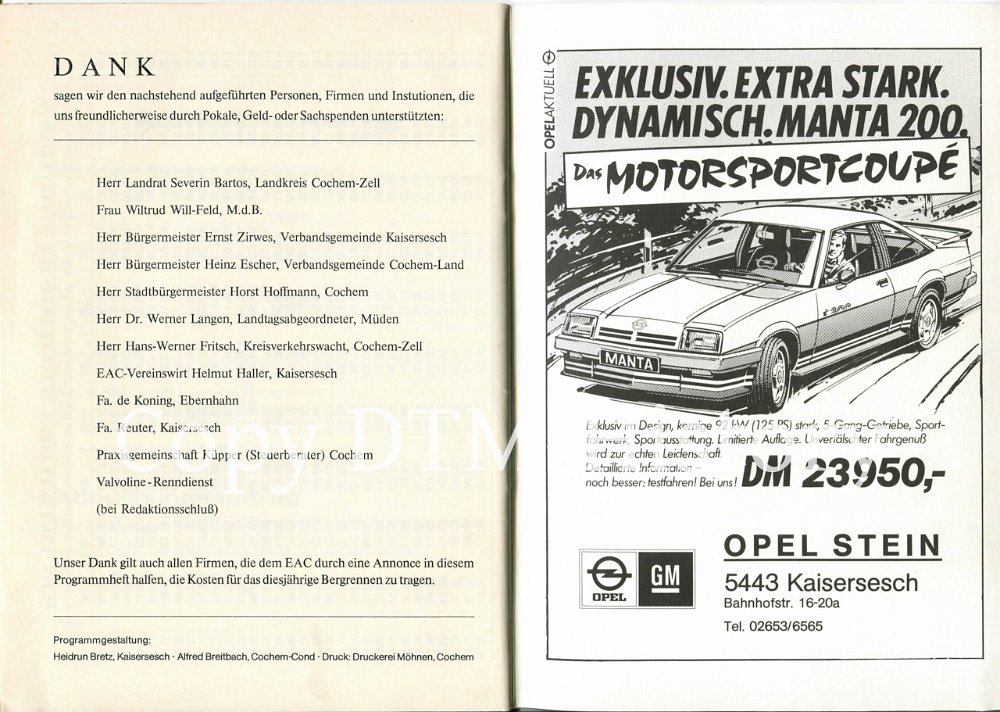 DANK
sagen wir den nachstehend aufgeführten Personen, Firmen und Instutionen, die
uns freundlicherweise durch Pokale, Geld- oder Sachspenden unterstützten:
Herr Landrat Severin Bartos, Landkreis Cochem-Zell
Frau Wiltrud Will-Feld, M.d.B.
Herr Bürgermeister Ernst Zirwes, Verbandsgemeinde Kaisersesch
Herr Bürgermeister Heinz Escher, Verbandsgemeinde Cochem-Land
Herr Stadtbürgermeister Horst Hoffmann, Cochem
Herr Dr. Werner Langen, Landtagsabgeordneter, Müden
Herr Hans-Werner Fritsch, Kreisverkehrswacht, Cochem-Zell
EAC-Vereinswirt Helmut Haller, Kaisersesch
Fa. de Koning, Ebernhahn
Fa. Reuter, Kaisersesch
Praxisgemeinschaft Küpper (Steuerberater) Cochem
Valvoline-Renndienst
(bei Redaktionsschluß)
Unser Dank gilt auch allen Firmen, die dem EAC durch eine Annonce in diesem
Programmheft halfen, die Kosten für das diesjährige Bergrennen zu tragen.
Programmgestaltung:
Heidrun Bretz, Kaisersesch · Alfred Breitbach, Cochem-Cond · Druck: Druckerei Möhnen, Cochem
OPEL AKTUELL
EXKLUSIV. EXTRA STARK.
DYNAMISCH. MANTA 200.
Das MOTORSPORTCOUPÉ
200
MANTA
Exklusiv im Design, kernige 92 kW (125 PS) stark, 5-Gang-Getriebe, Sport-
fahrwerk, Sportausstattung. Limitierte Auflage. Unverfälschter Fahrgenuß
wird zur echten Leidenschaft.
Detaillierte Information –
noch besser: testfahren! Bei uns!
DM 23.950,-
OPEL STEIN
OPEL
GM
5443 Kaisersesch
Bahnhofstr. 16-20a
Tel. 02653/6565
Copy DTM